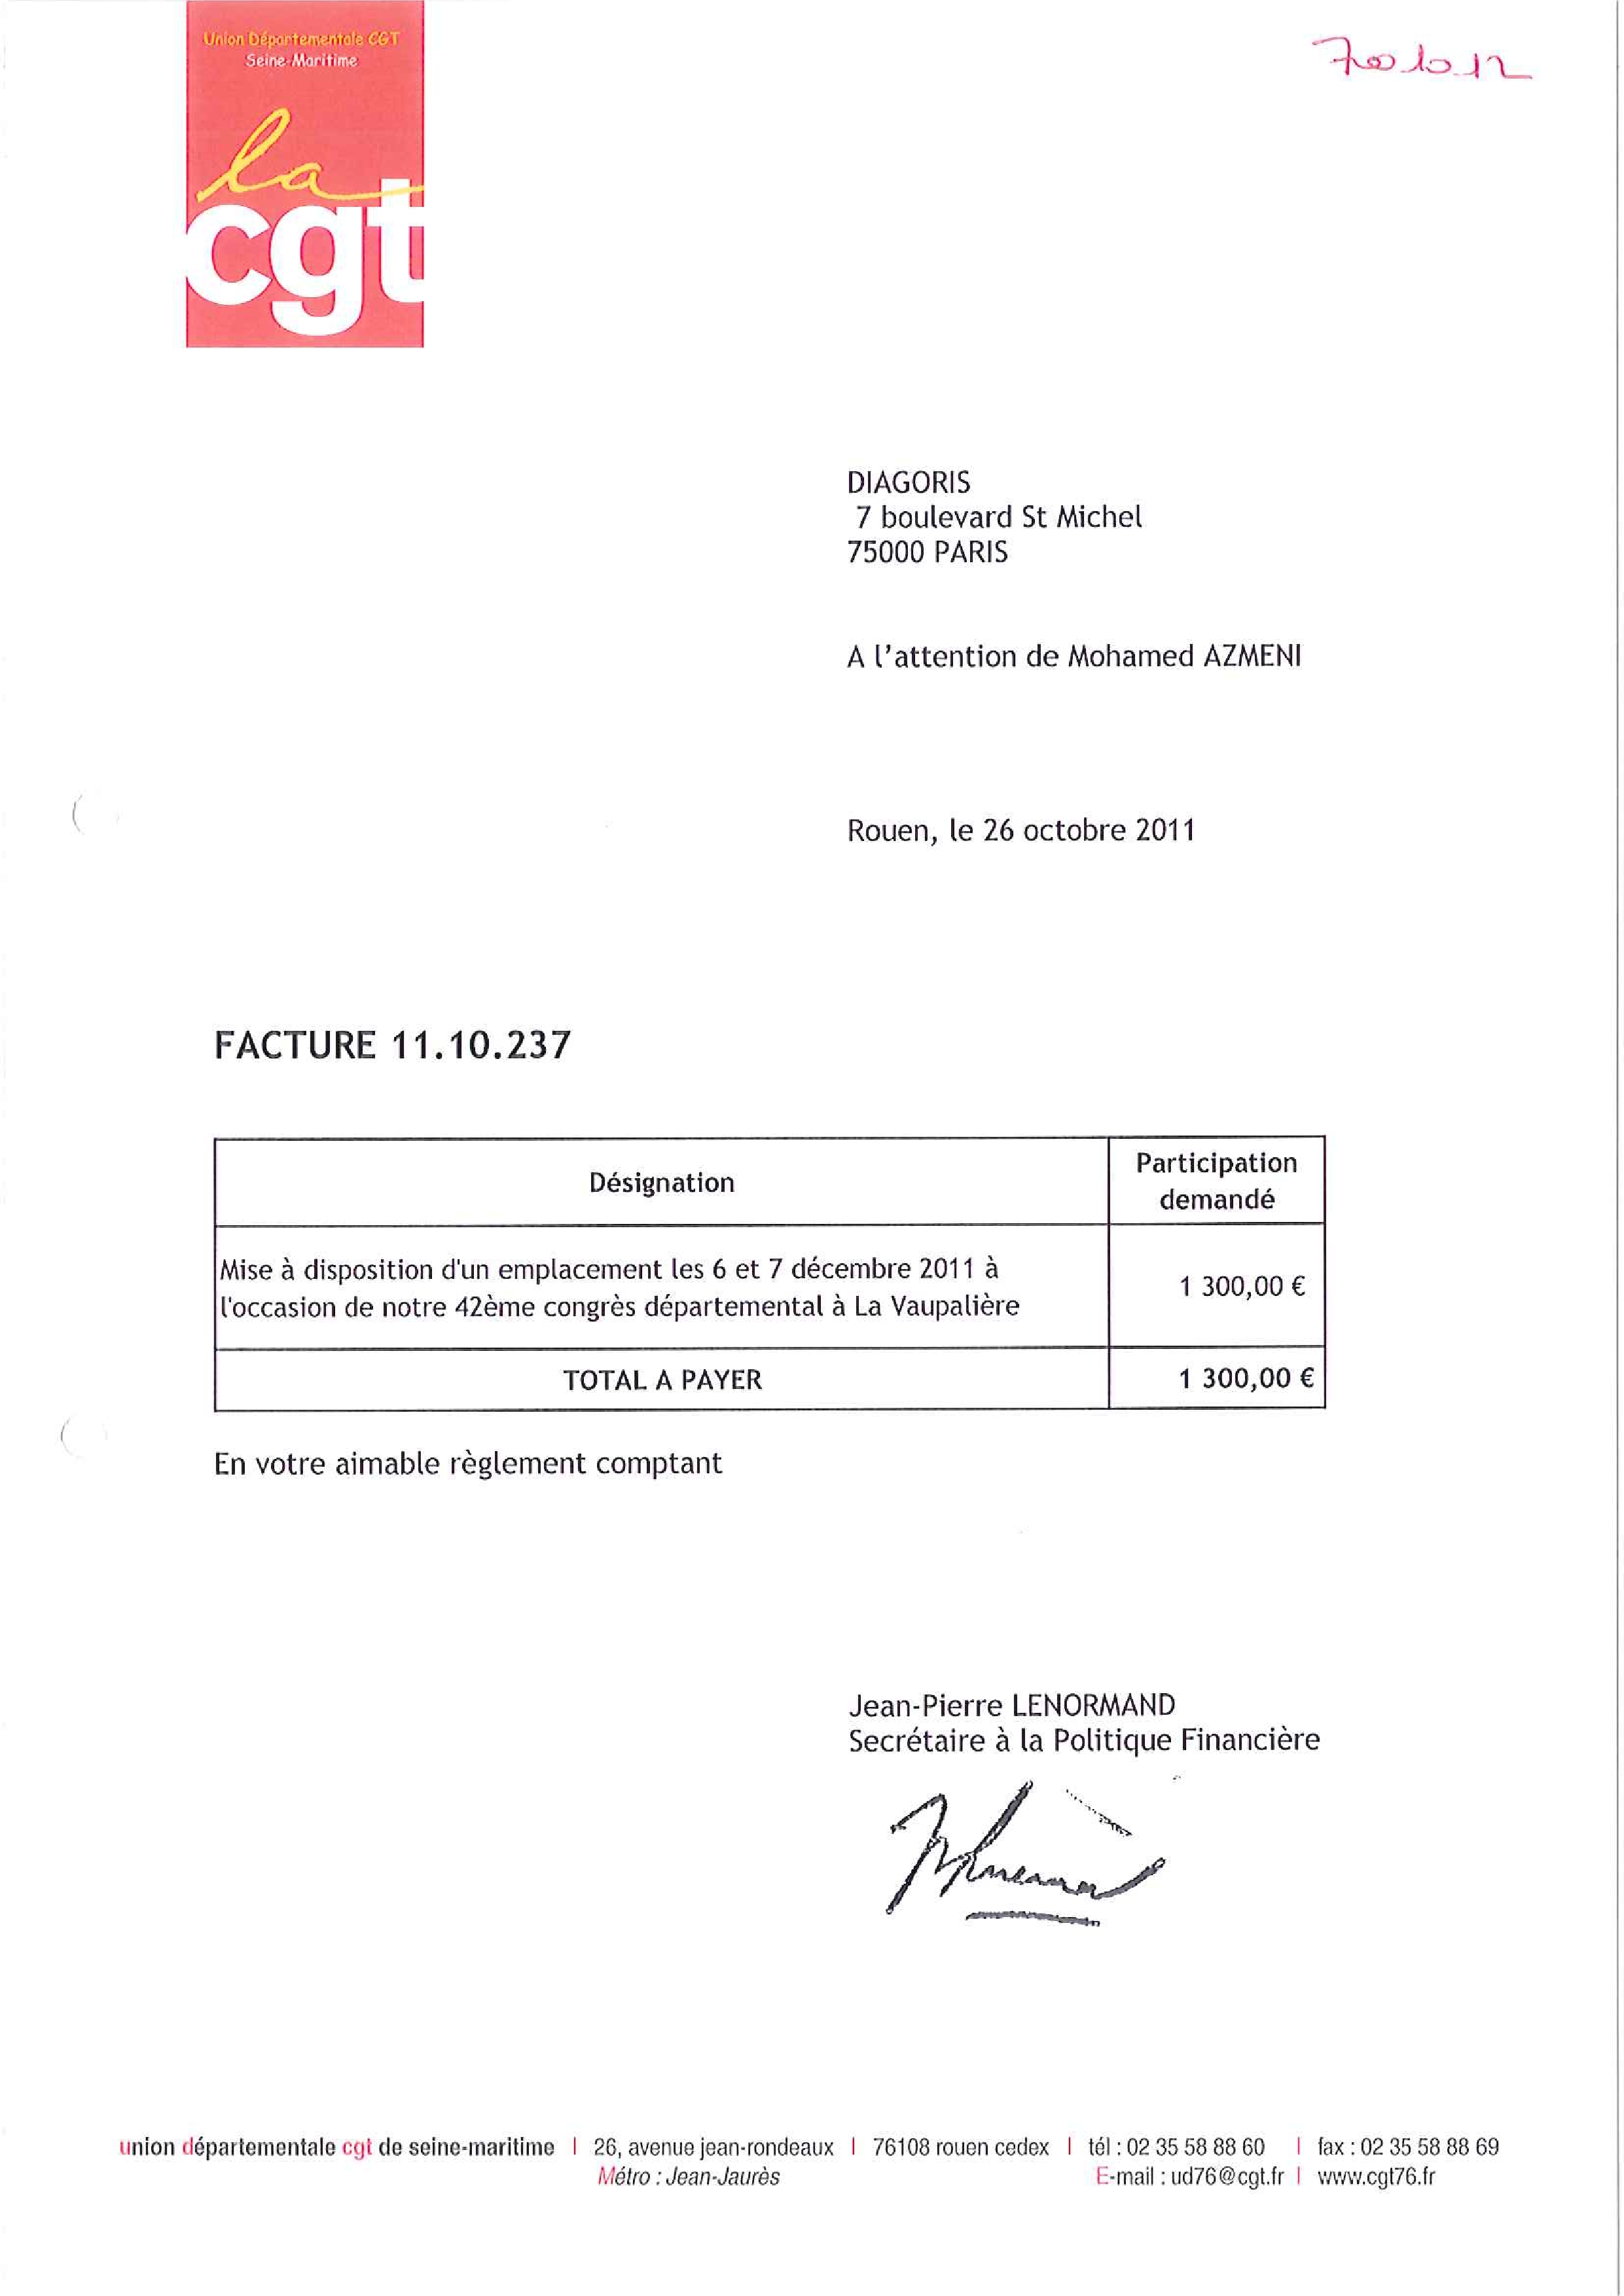 Union Départementale CGT
Seine-Maritime
7001012
la
cgt
DIAGORIS
7 boulevard St Michel
75000 PARIS
A l'attention de Mohamed AZMENI
Rouen, le 26 octobre 2011
FACTURE 11.10.237
Désignation
Participation
demandé
Mise à disposition d'un emplacement les 6 et 7 décembre 2011 à
l'occasion de notre 42ème congrès départemental à La Vaupalière
1 300,00 €
TOTAL A PAYER
1 300,00 €
En votre aimable règlement comptant
Jean-Pierre LENORMAND
Secrétaire à la Politique Financière
union départementale cgt de seine-maritime | 26, avenue jean-rondeaux | 76108 rouen cedex | tél : 02 35 58 88 60 | fax : 02 35 58 88 69
Métro : Jean-Jaurès E-mail : ud76@cgt.fr | www.cgt76.fr